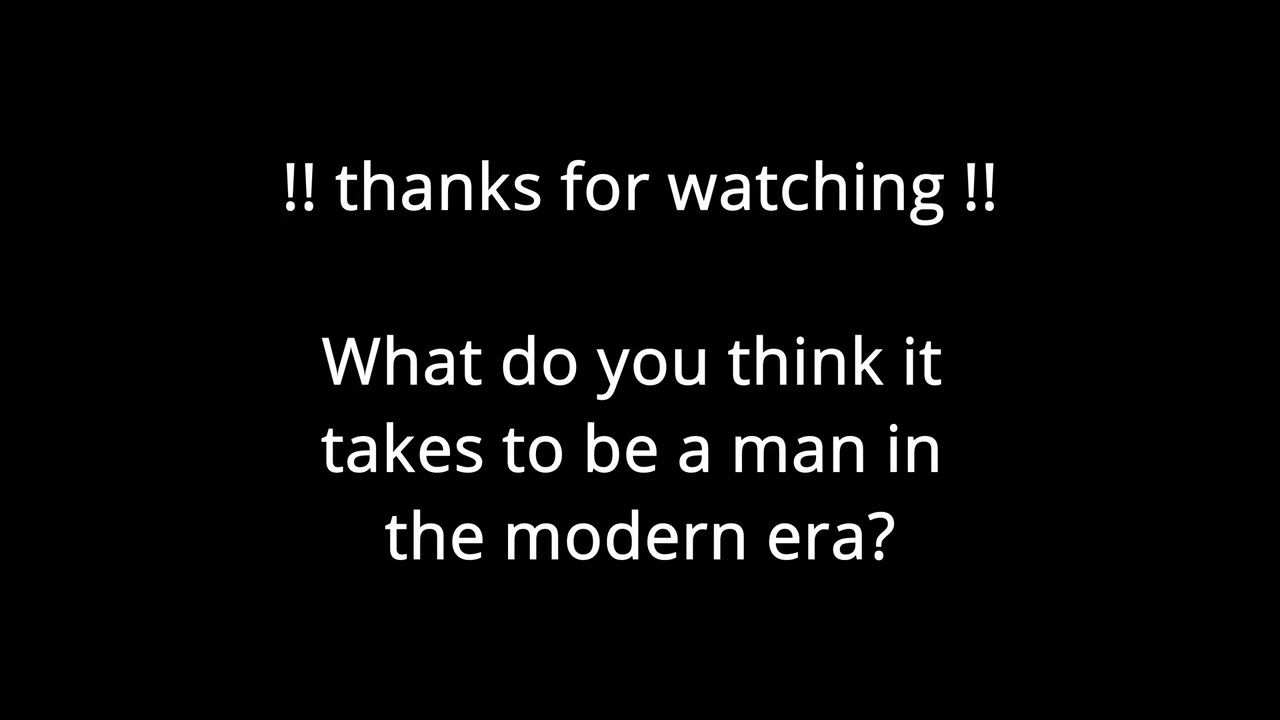 !! thanks for watching !!
What do you think it
takes to be a man in
the modern era?